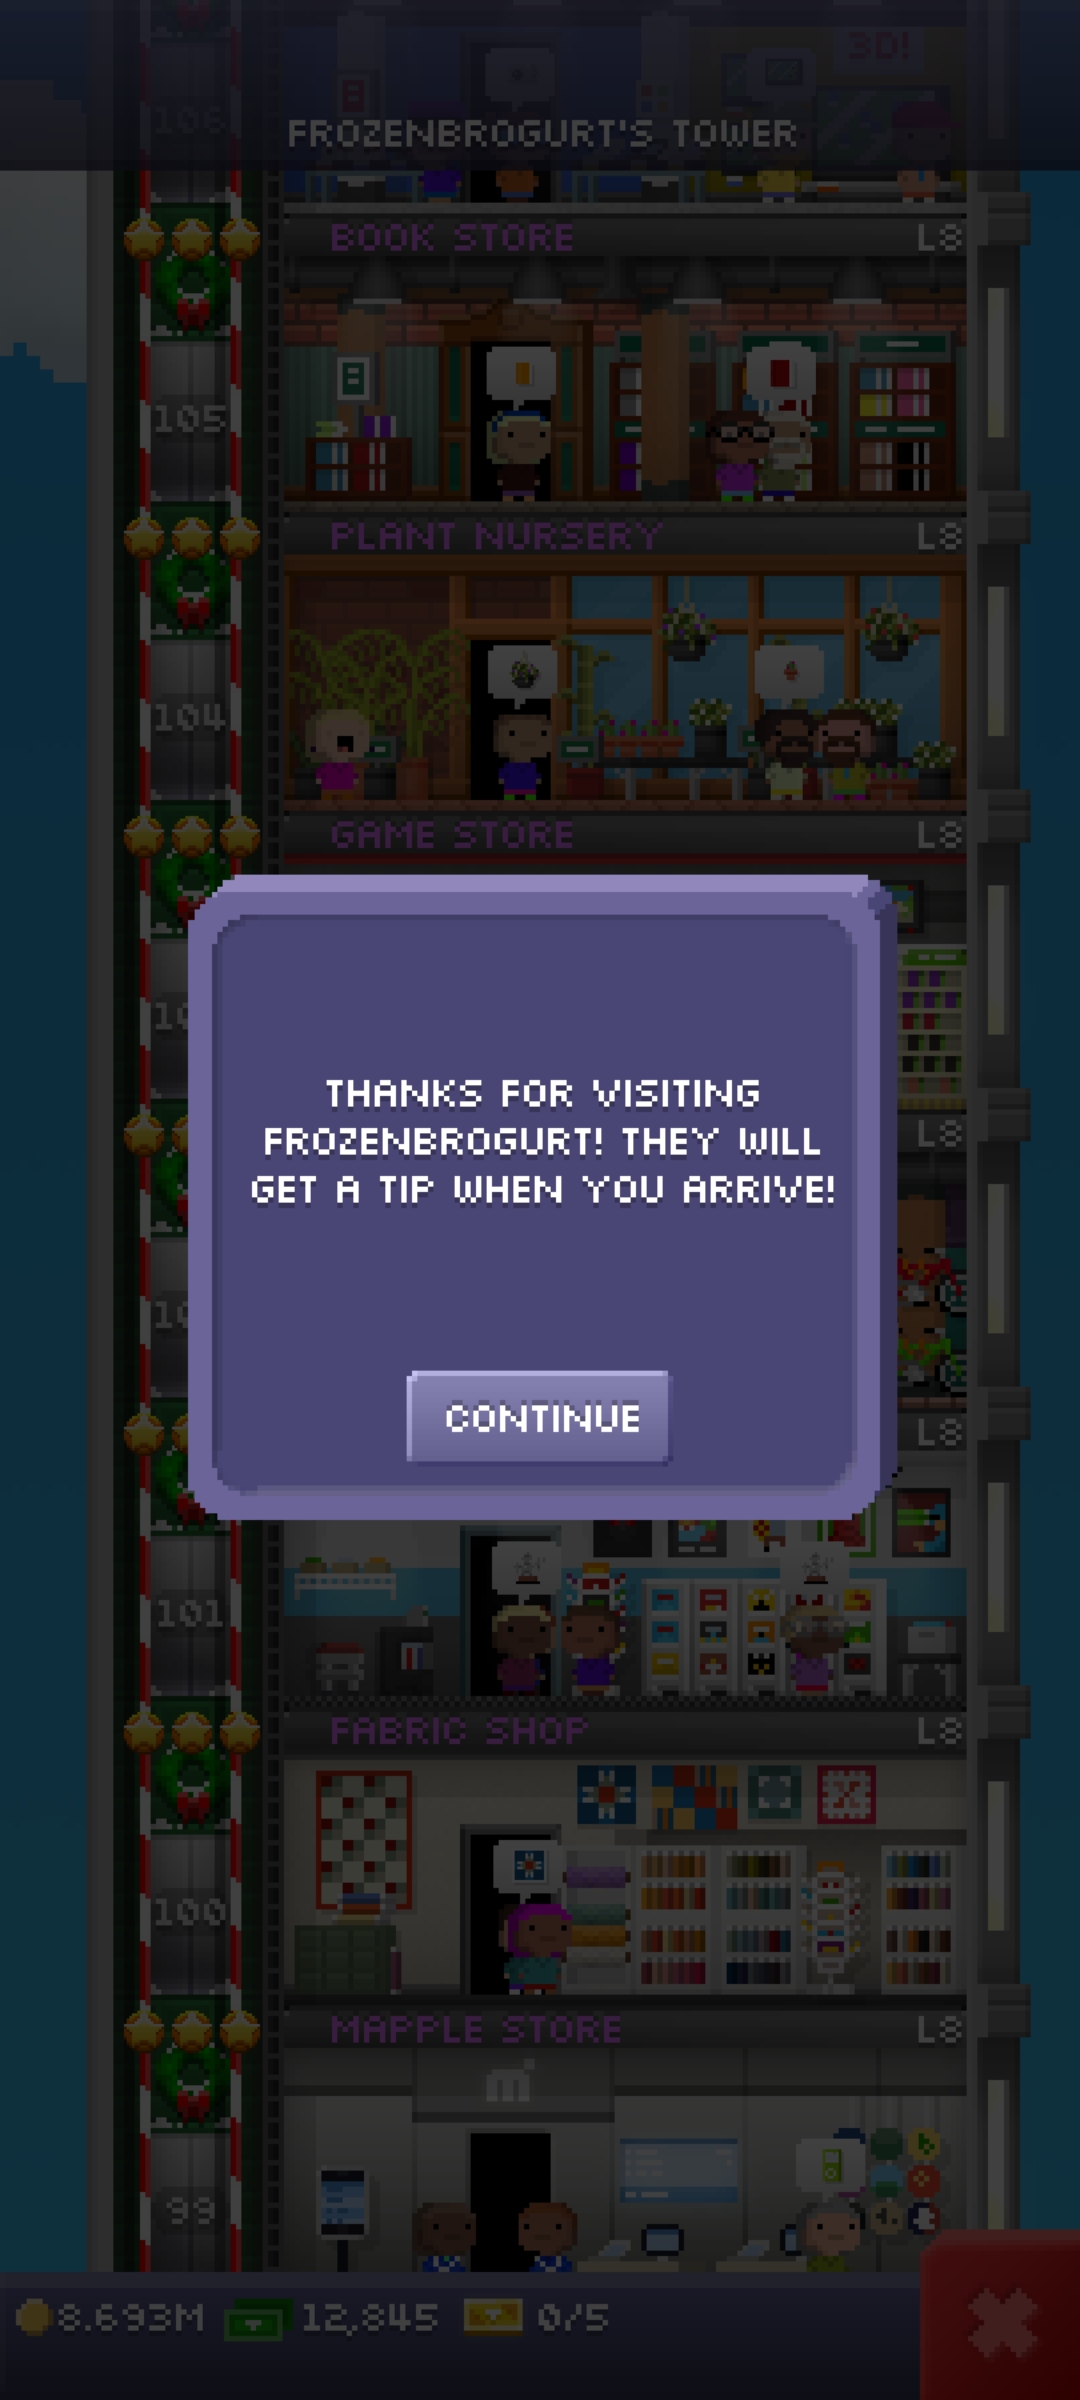 3D!
106
FROZENBROGURT'S TOWER
BOOK STORE L8
105
PLANT NURSERY L8
104
GAME STORE L8
THANKS FOR VISITING
FROZENBROGURT! THEY WILL
GET A TIP WHEN YOU ARRIVE!
L8
CONTINUE
L8
101
FABRIC SHOP L8
100
MAPPLE STORE L8
m
99
8.693M 12,845 0/5